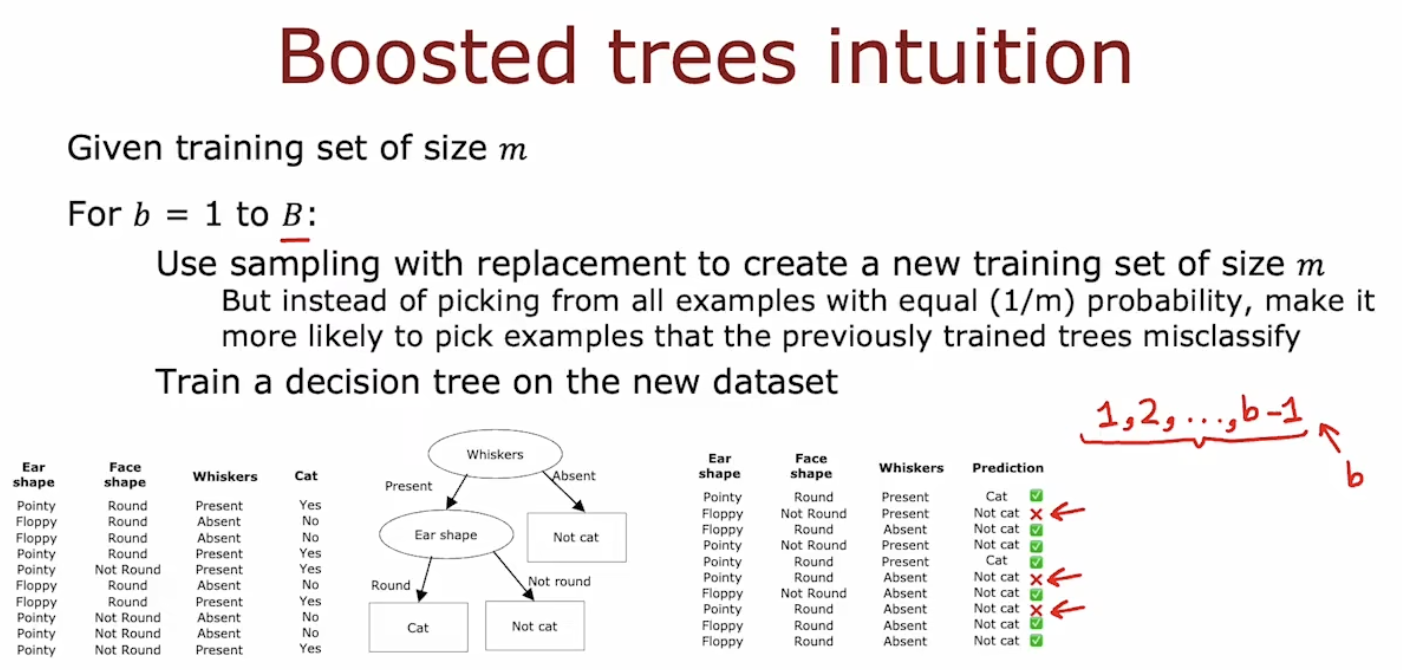 Boosted trees intuition
Given training set of size m
For b = 1 to B:
Use sampling with replacement to create a new training set of size m
But instead of picking from all examples with equal (1/m) probability, make it
more likely to pick examples that the previously trained trees misclassify
Train a decision tree on the new dataset
1, 2, ..., b-1
b
Ear shape Face shape Whiskers Cat
Pointy Round Present Yes
Floppy Round Absent No
Floppy Round Absent No
Pointy Round Present Yes
Pointy Not Round Present Yes
Floppy Round Absent No
Floppy Round Present Yes
Pointy Not Round Absent No
Pointy Not Round Absent No
Pointy Not Round Present Yes
Whiskers
Present
Absent
Ear shape
Not cat
Round
Not round
Cat
Not cat
Ear shape Face shape Whiskers Prediction
Pointy Round Present Cat ✅
Floppy Not Round Present Not cat ❌
Floppy Round Absent Not cat ✅
Pointy Not Round Present Not cat ✅
Pointy Round Present Cat ✅
Pointy Round Absent Not cat ❌
Floppy Not Round Absent Not cat ✅
Pointy Round Absent Not cat ❌
Floppy Round Absent Not cat ✅
Floppy Round Absent Not cat ✅